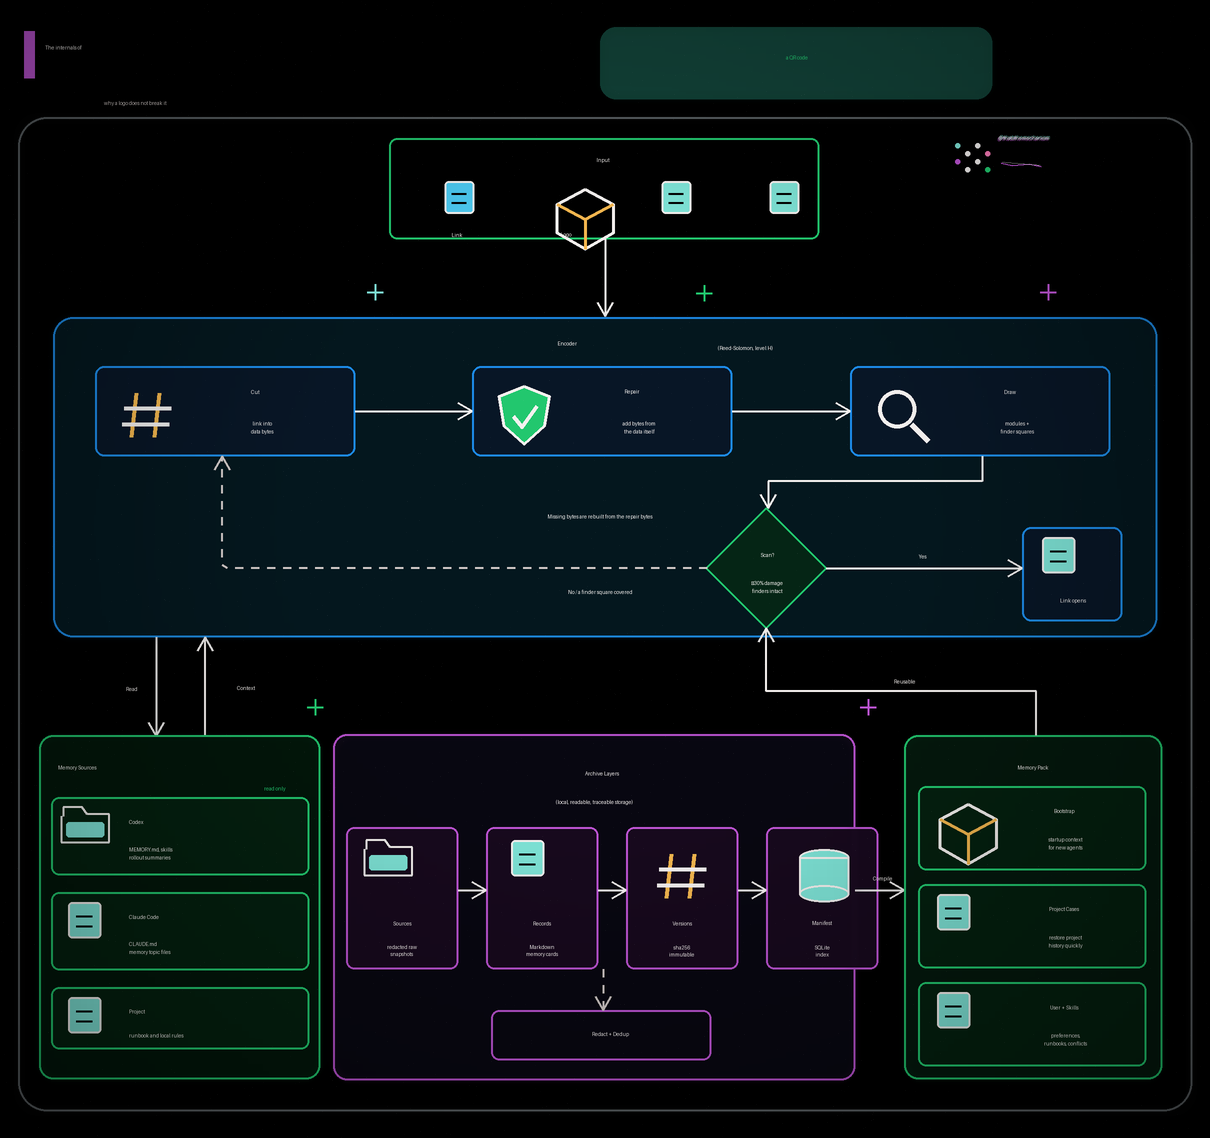 The internals of
a QR code
why a logo does not break it
Input
Link
Encoder
(Reed-Solomon, level H)
Cut
link into
data bytes
Repair
add bytes from
the data itself
Draw
modules +
finder squares
Missing bytes are rebuilt from the repair bytes
Scan?
≤30% damage
finders intact
Yes
Link opens
No / a finder square covered
Read
Context
Reusable
Memory Sources
read only
Codex
MEMORY.md, skills
rollout summaries
Claude Code
CLAUDE.md
memory topic files
Project
runbook and local rules
Archive Layers
(local, readable, traceable storage)
Sources
redacted raw
snapshots
Records
Markdown
memory cards
Versions
sha256
immutable
Manifest
SQLite
index
Compile
Redact + Dedup
Memory Pack
Bootstrap
startup context
for new agents
Project Cases
restore project
history quickly
User + Skills
preferences,
runbooks, conflicts